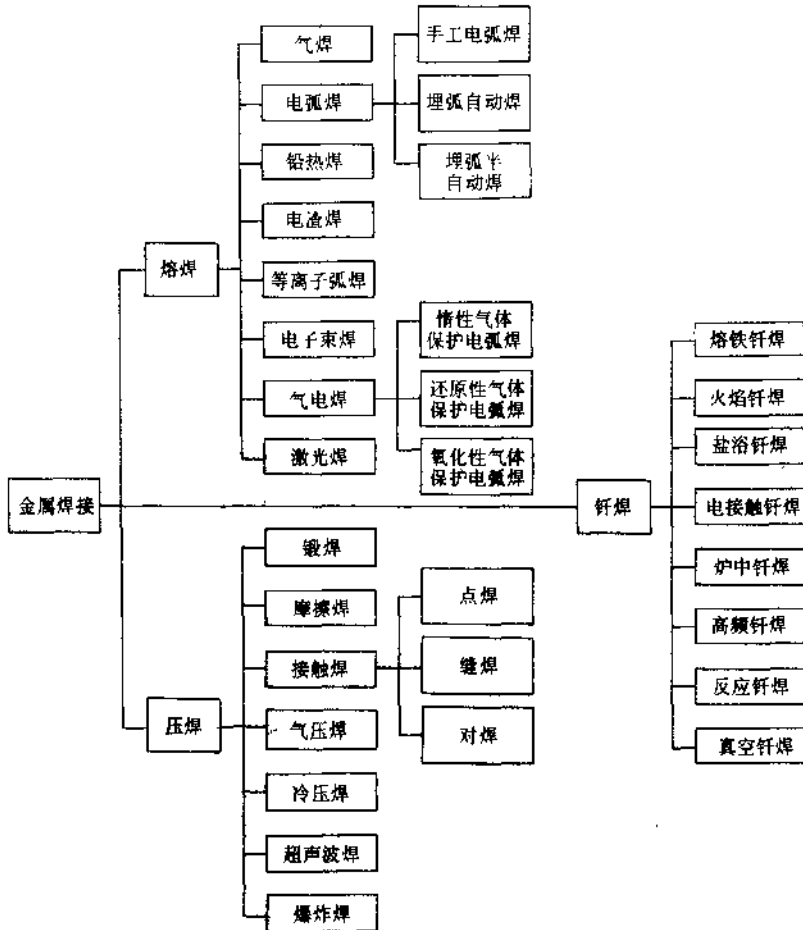 气焊
电弧焊
手工电弧焊
埋弧自动焊
埋弧半
自动焊
铅热焊
电渣焊
熔焊
等离子弧焊
电子束焊
气电焊
惰性气体
保护电弧焊
还原性气体
保护电弧焊
氧化性气体
保护电弧焊
激光焊
金属焊接
钎焊
熔铁钎焊
火焰钎焊
盐浴钎焊
电接触钎焊
炉中钎焊
高频钎焊
反应钎焊
真空钎焊
压焊
锻焊
摩擦焊
接触焊
点焊
缝焊
对焊
气压焊
冷压焊
超声波焊
爆炸焊